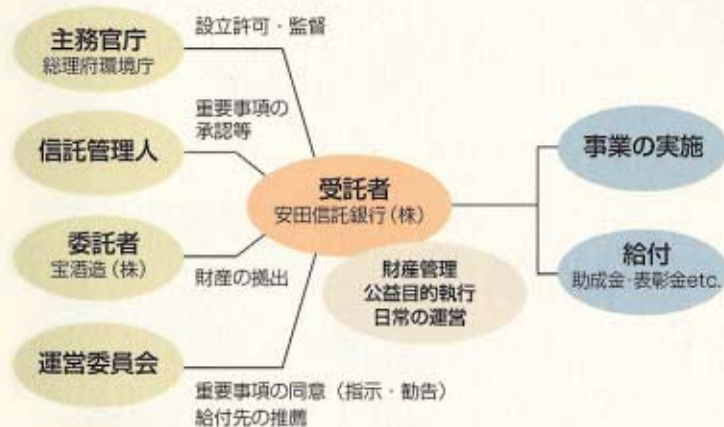 設立許可・監督
主務官庁
総理府環境庁
重要事項の
承認等
信託管理人
事業の実施
受託者
安田信託銀行(株)
委託者
宝酒造(株)
財産の拠出
財産管理
公益目的執行
日常の運営
給付
助成金・表彰金etc.
運営委員会
重要事項の同意(指示・勧告)
給付先の推薦